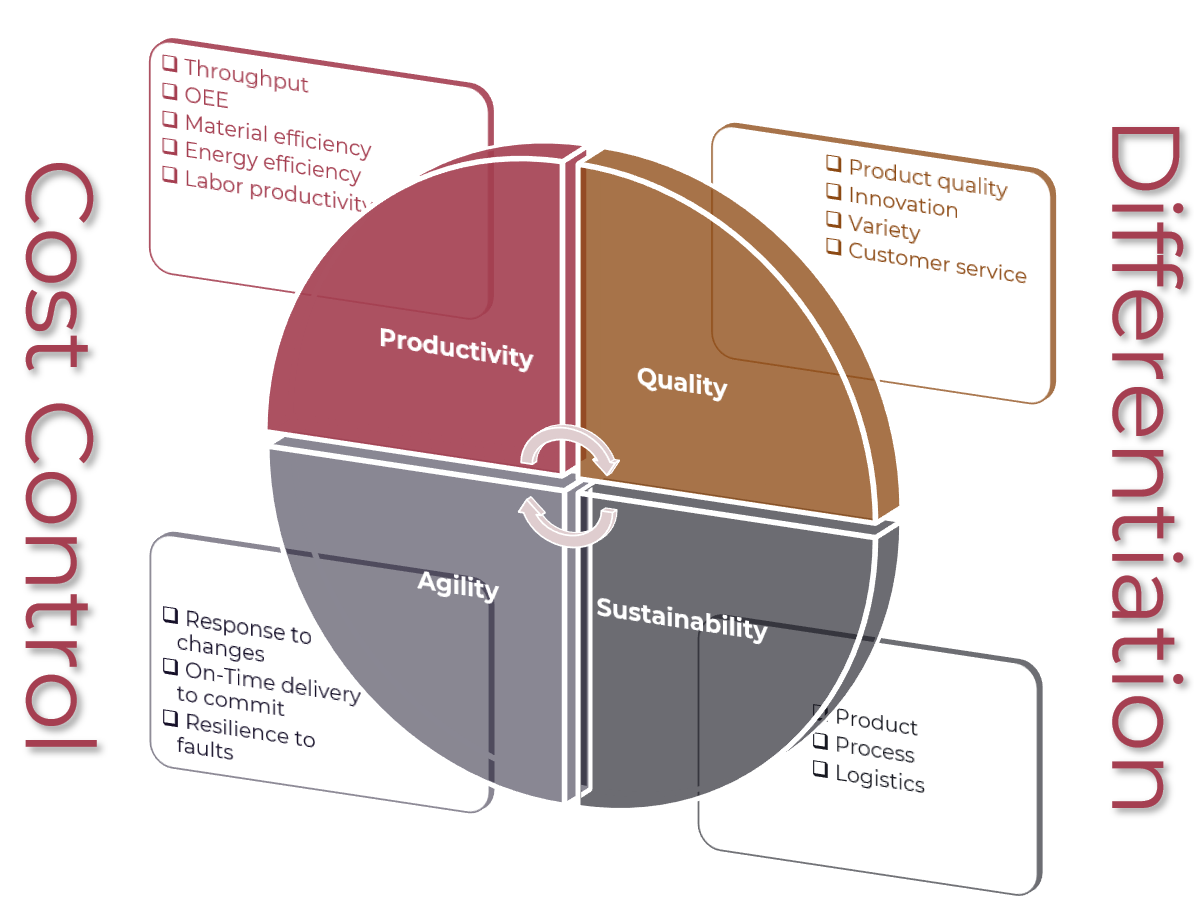 Cost Control
❑ Throughput
❑ OEE
❑ Material efficiency
❑ Energy efficiency
❑ Labor productivity
Productivity
❑ Product quality
❑ Innovation
❑ Variety
❑ Customer service
Quality
Agility
❑ Response to
changes
❑ On-Time delivery
to commit
❑ Resilience to
faults
Sustainability
❑ Product
❑ Process
❑ Logistics
Differentiation